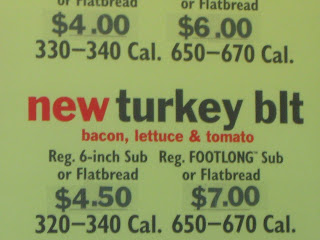 or Flatbread or Flatbread
$4.00 $6.00
330–340 Cal. 650–670 Cal.
new turkey blt
bacon, lettuce & tomato
Reg. 6-inch Sub Reg. FOOTLONG™ Sub
or Flatbread or Flatbread
$4.50 $7.00
320–340 Cal. 650–670 Cal.